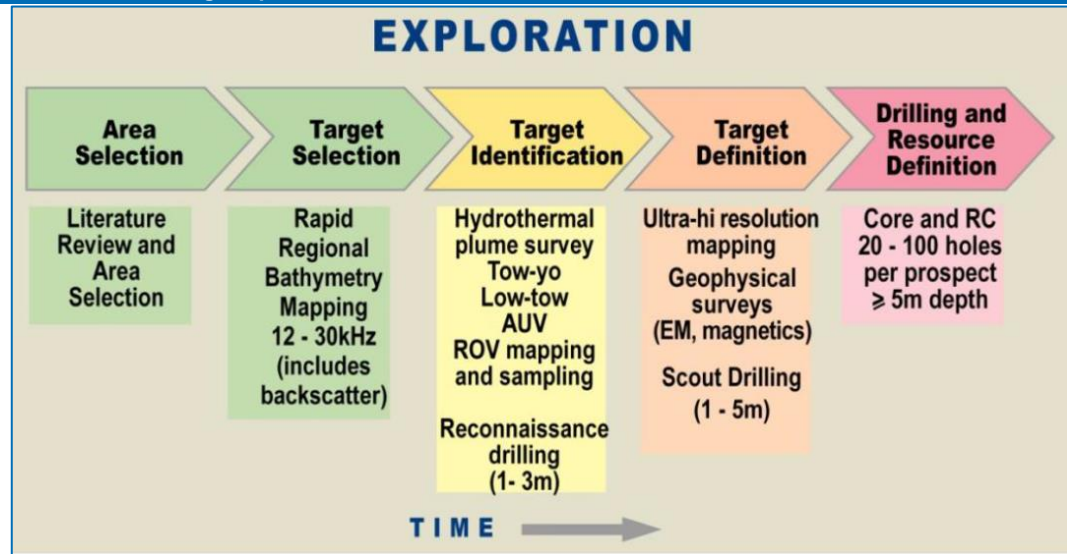 EXPLORATION
Area
Selection
Target
Selection
Target
Identification
Target
Definition
Drilling and
Resource
Definition
Literature
Review and
Area
Selection
Rapid
Regional
Bathymetry
Mapping
12 - 30kHz
(includes
backscatter)
Hydrothermal
plume survey
Tow-yo
Low-tow
AUV
ROV mapping
and sampling
Reconnaissance
drilling
(1- 3m)
Ultra-hi resolution
mapping
Geophysical
surveys
(EM, magnetics)
Scout Drilling
(1 - 5m)
Core and RC
20 - 100 holes
per prospect
⩾ 5m depth
TIME